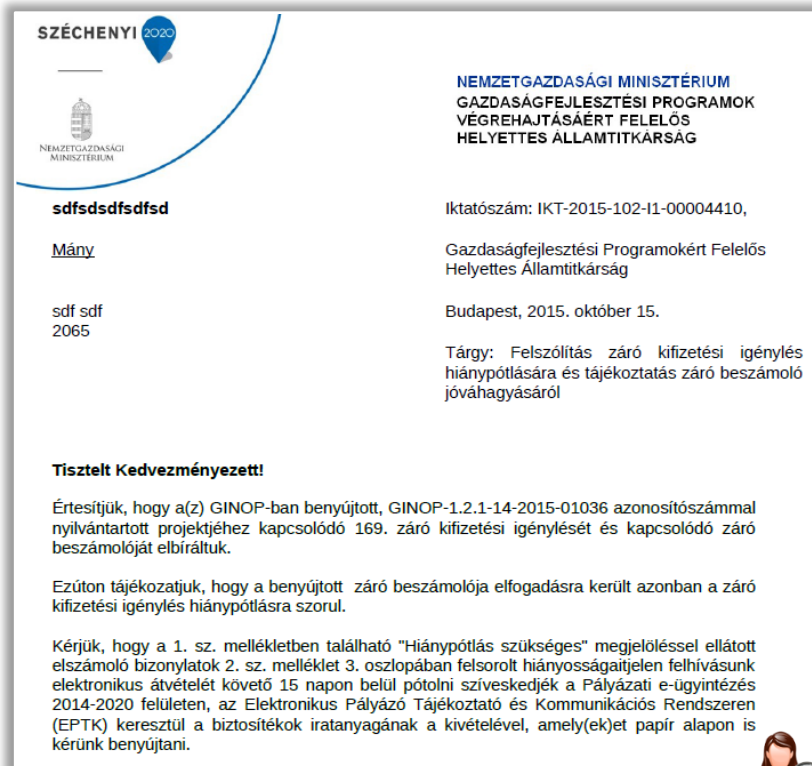 SZÉCHENYI 2020
NEMZETGAZDASÁGI
MINISZTÉRIUM
NEMZETGAZDASÁGI MINISZTÉRIUM
GAZDASÁGFEJLESZTÉSI PROGRAMOK
VÉGREHAJTÁSÁÉRT FELELŐS
HELYETTES ÁLLAMTITKÁRSÁG
sdfsdsdfsdfsd
Mány
sdf sdf
2065
Iktatószám: IKT-2015-102-I1-00004410,
Gazdaságfejlesztési Programokért Felelős
Helyettes Államtitkárság
Budapest, 2015. október 15.
Tárgy: Felszólítás záró kifizetési igénylés
hiánypótlására és tájékoztatás záró beszámoló
jóváhagyásáról
Tisztelt Kedvezményezett!
Értesítjük, hogy a(z) GINOP-ban benyújtott, GINOP-1.2.1-14-2015-01036 azonosítószámmal
nyilvántartott projektjéhez kapcsolódó 169. záró kifizetési igénylését és kapcsolódó záró
beszámolóját elbíráltuk.
Ezúton tájékozatjuk, hogy a benyújtott záró beszámolója elfogadásra került azonban a záró
kifizetési igénylés hiánypótlásra szorul.
Kérjük, hogy a 1. sz. mellékletben található "Hiánypótlás szükséges" megjelöléssel ellátott
elszámoló bizonylatok 2. sz. melléklet 3. oszlopában felsorolt hiányosságaitjelen felhívásunk
elektronikus átvételét követő 15 napon belül pótolni szíveskedjék a Pályázati e-ügyintézés
2014-2020 felületen, az Elektronikus Pályázó Tájékoztató és Kommunikációs Rendszeren
(EPTK) keresztül a biztosítékok iratanyagának a kivételével, amely(ek)et papír alapon is
kérünk benyújtani.